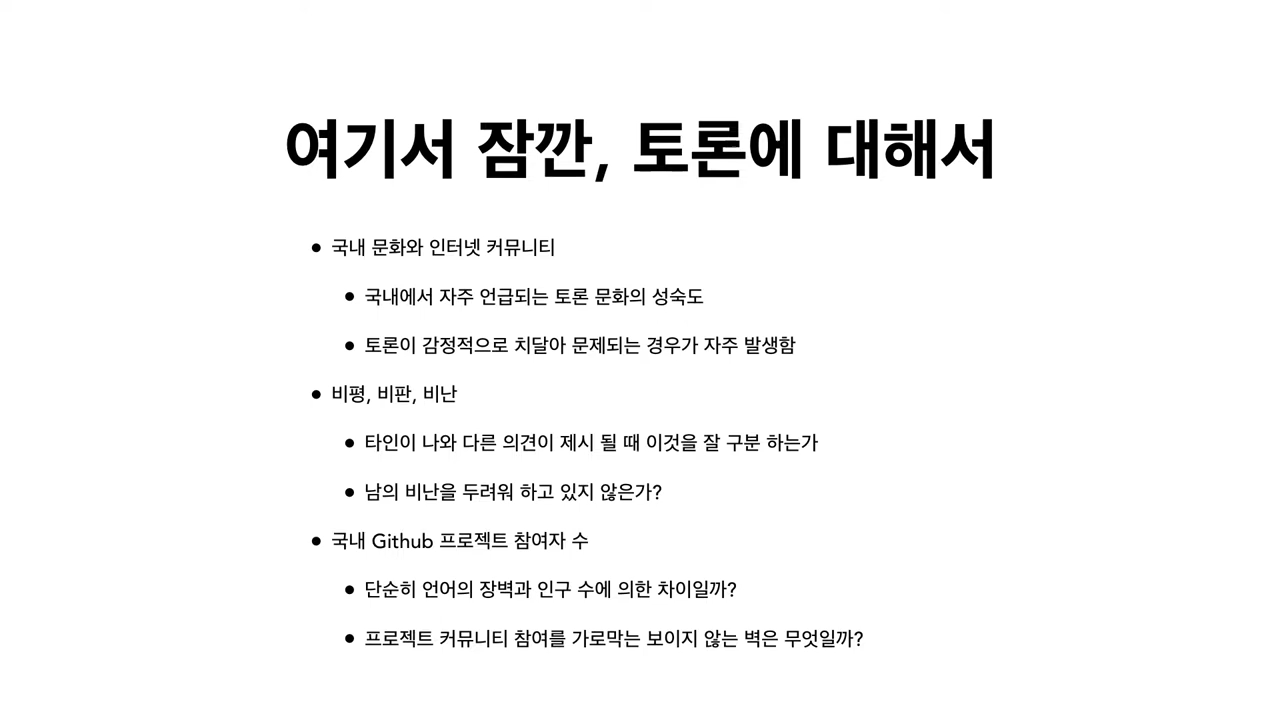 여기서 잠깐, 토론에 대해서
• 국내 문화와 인터넷 커뮤니티
• 국내에서 자주 언급되는 토론 문화의 성숙도
• 토론이 감정적으로 치달아 문제되는 경우가 자주 발생함
• 비평, 비판, 비난
• 타인이 나와 다른 의견이 제시 될 때 이것을 잘 구분 하는가
• 남의 비난을 두려워 하고 있지 않은가?
• 국내 Github 프로젝트 참여자 수
• 단순히 언어의 장벽과 인구 수에 의한 차이일까?
• 프로젝트 커뮤니티 참여를 가로막는 보이지 않는 벽은 무엇일까?